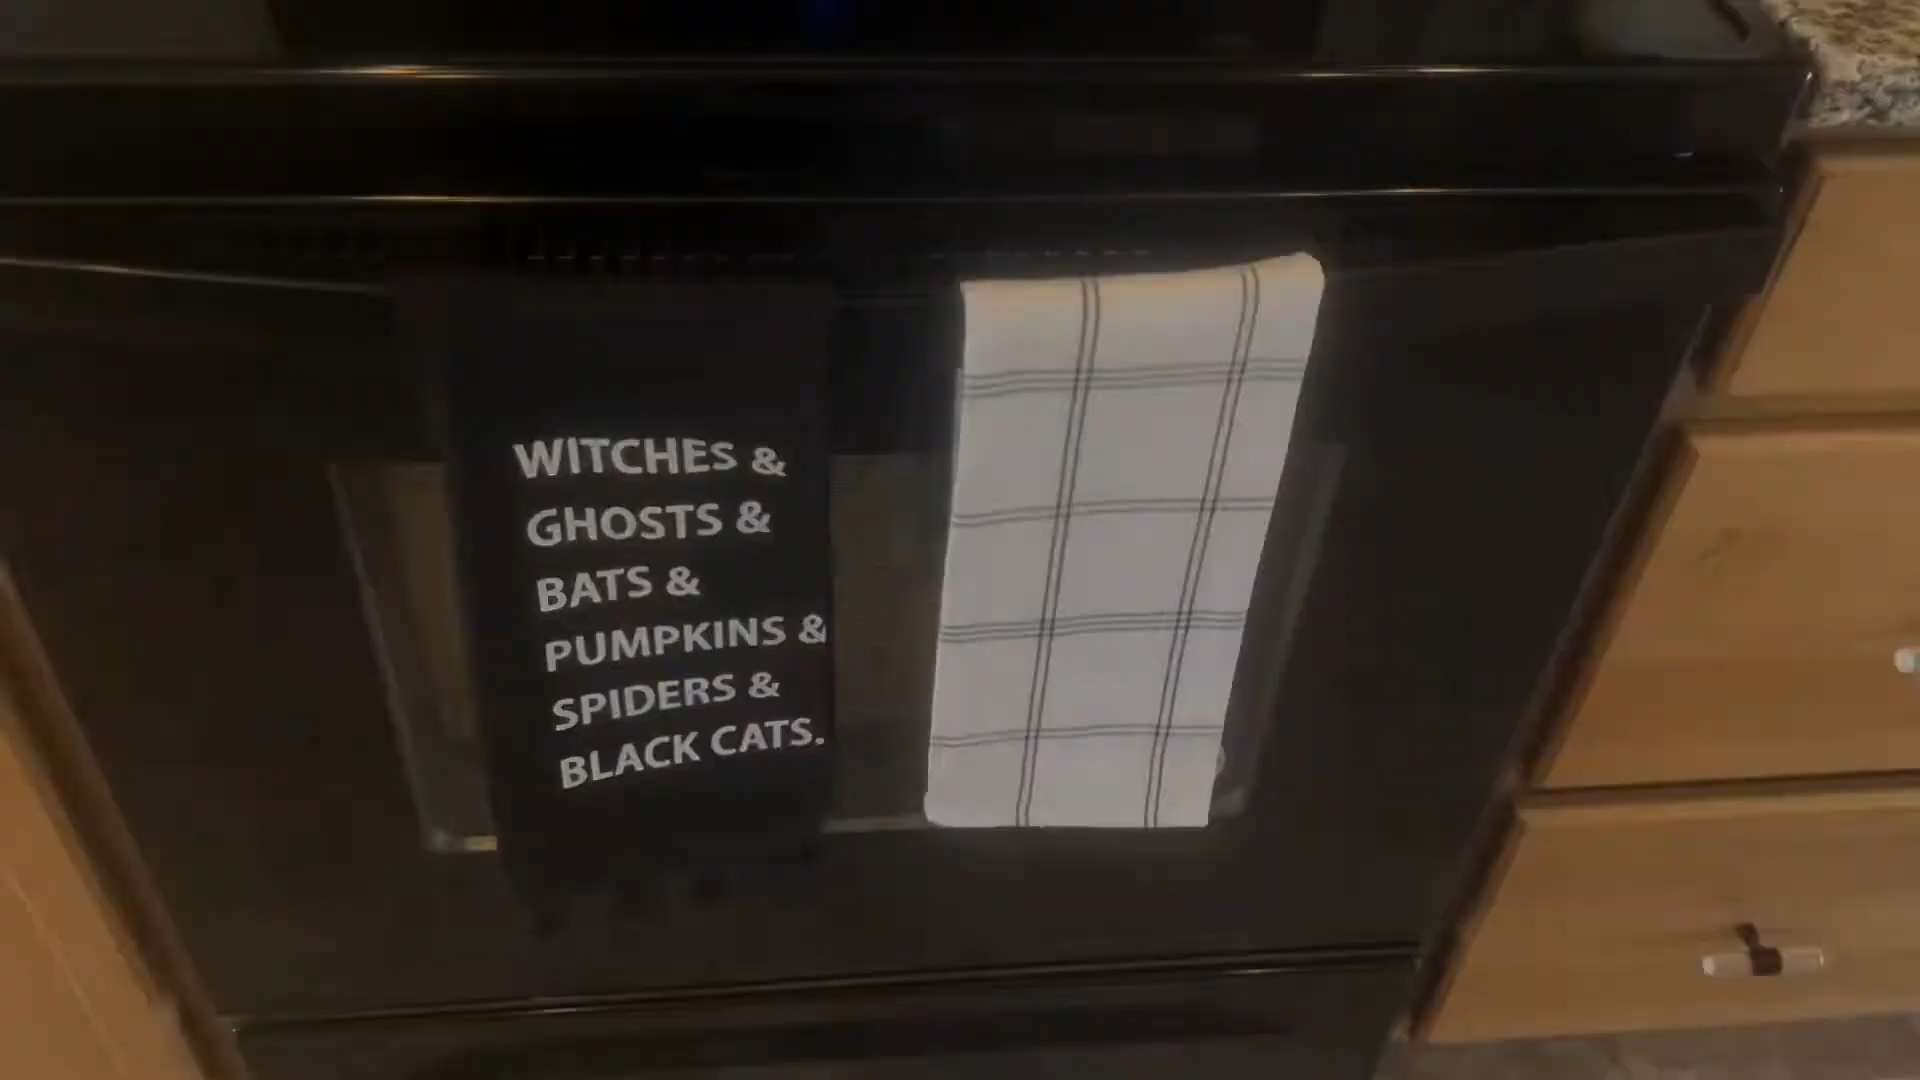 WITCHES &
GHOSTS &
BATS &
PUMPKINS &
SPIDERS &
BLACK CATS.